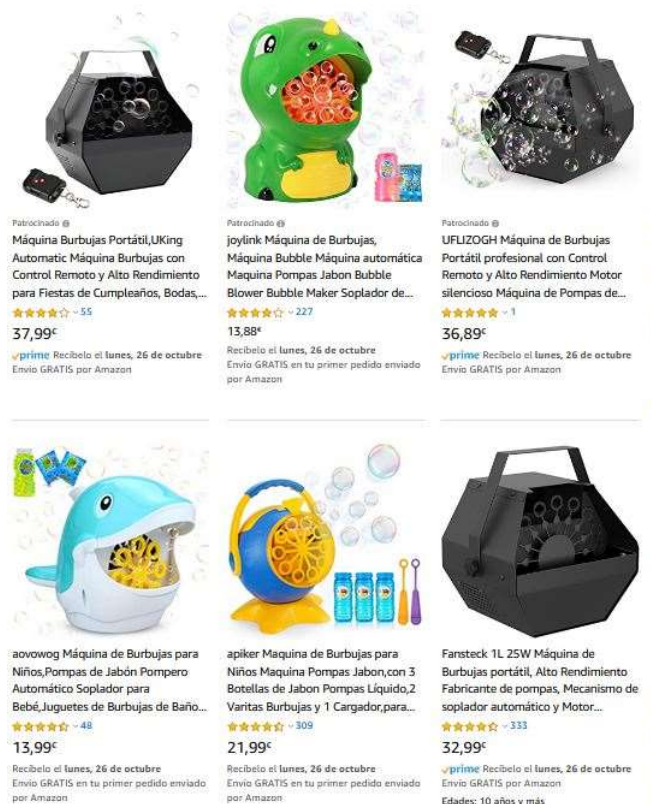 Patrocinado
Máquina Burbujas Portátil,UKing
Automatic Máquina Burbujas con
Control Remoto y Alto Rendimiento
para Fiestas de Cumpleaños, Bodas,...
55
37,99€
prime Recíbelo el lunes, 26 de octubre
Envío GRATIS por Amazon
Patrocinado
joylink Máquina de Burbujas,
Máquina Bubble Máquina automática
Maquina Pompas Jabon Bubble
Blower Bubble Maker Soplador de...
227
13,88€
Recíbelo el lunes, 26 de octubre
Envío GRATIS en tu primer pedido enviado
por Amazon
Patrocinado
UFLIZOGH Máquina de Burbujas
Portátil profesional con Control
Remoto y Alto Rendimiento Motor
silencioso Máquina de Pompas de...
1
36,89€
prime Recíbelo el lunes, 26 de octubre
Envío GRATIS por Amazon
aovowog Máquina de Burbujas para
Niños,Pompas de Jabón Pompero
Automático Soplador para
Bebé,Juguetes de Burbujas de Baño...
48
13,99€
Recíbelo el lunes, 26 de octubre
Envío GRATIS en tu primer pedido enviado
por Amazon
apiker Maquina de Burbujas para
Niños Maquina Pompas Jabon,con 3
Botellas de Jabon Pompas Líquido,2
Varitas Burbujas y 1 Cargador,para...
309
21,99€
Recíbelo el lunes, 26 de octubre
Envío GRATIS en tu primer pedido enviado
por Amazon
Fansteck 1L 25W Máquina de
Burbujas portátil, Alto Rendimiento
Fabricante de pompas, Mecanismo de
soplador automático y Motor...
333
32,99€
prime Recíbelo el lunes, 26 de octubre
Envío GRATIS por Amazon
Edades: 10 años y más